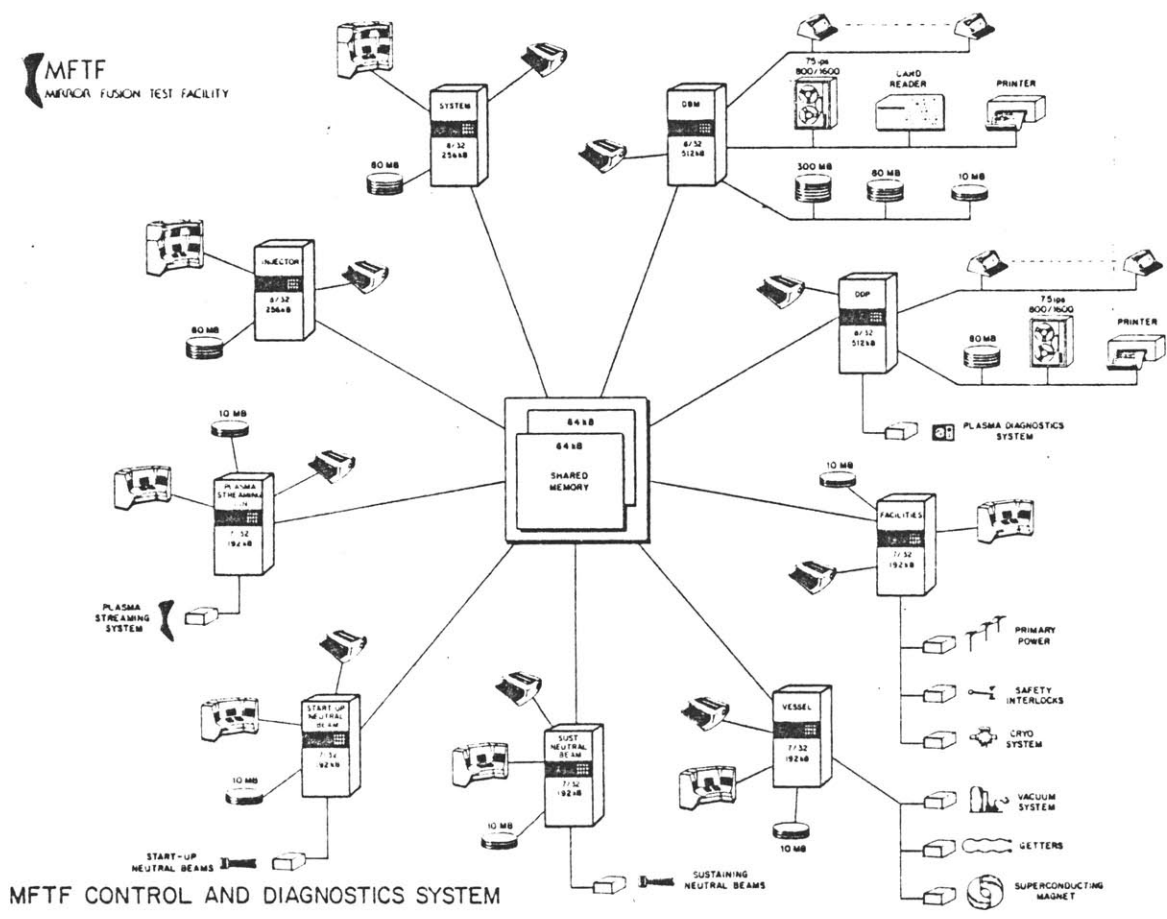 MFTF
MIRROR FUSION TEST FACILITY
SYSTEM
8/32
256kB
80 MB
DBM
8/32
512kB
75ips
800/1600
CARD
READER
PRINTER
300 MB
80 MB
10 MB
INJECTOR
8/32
256kB
80 MB
DDP
8/32
512kB
75ips
800/1600
PRINTER
80 MB
PLASMA DIAGNOSTICS
SYSTEM
64kB
64kB
SHARED
MEMORY
10 MB
PLASMA
STREAMING
7/32
192kB
PLASMA
STREAMING
SYSTEM
10 MB
FACILITIES
7/32
192kB
PRIMARY
POWER
SAFETY
INTERLOCKS
CRYO
SYSTEM
START-UP
NEUTRAL
BEAM
7/32
192kB
10 MB
START-UP
NEUTRAL BEAMS
SUST
NEUTRAL
BEAM
7/32
192kB
10 MB
SUSTAINING
NEUTRAL BEAMS
VESSEL
7/32
192kB
10 MB
VACUUM
SYSTEM
GETTERS
SUPERCONDUCTING
MAGNET
MFTF CONTROL AND DIAGNOSTICS SYSTEM